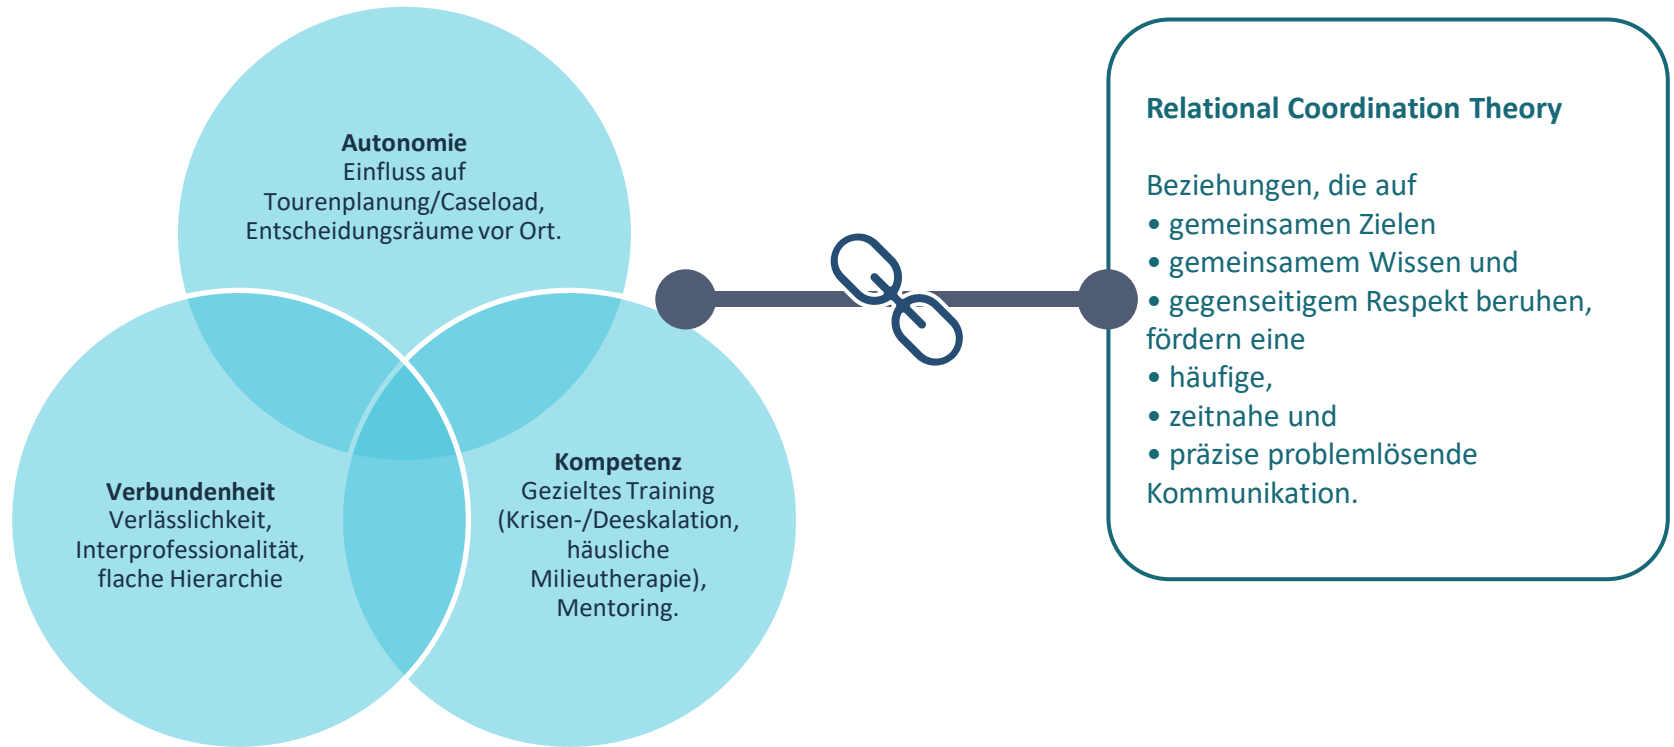 Autonomie
Einfluss auf
Tourenplanung/Caseload,
Entscheidungsräume vor Ort.
Verbundenheit
Verlässlichkeit,
Interprofessionalität,
flache Hierarchie
Kompetenz
Gezieltes Training
(Krisen-/Deeskalation,
häusliche
Milieutherapie),
Mentoring.
Relational Coordination Theory
Beziehungen, die auf
• gemeinsamen Zielen
• gemeinsamem Wissen und
• gegenseitigem Respekt beruhen,
fördern eine
• häufige,
• zeitnahe und
• präzise problemlösende
Kommunikation.